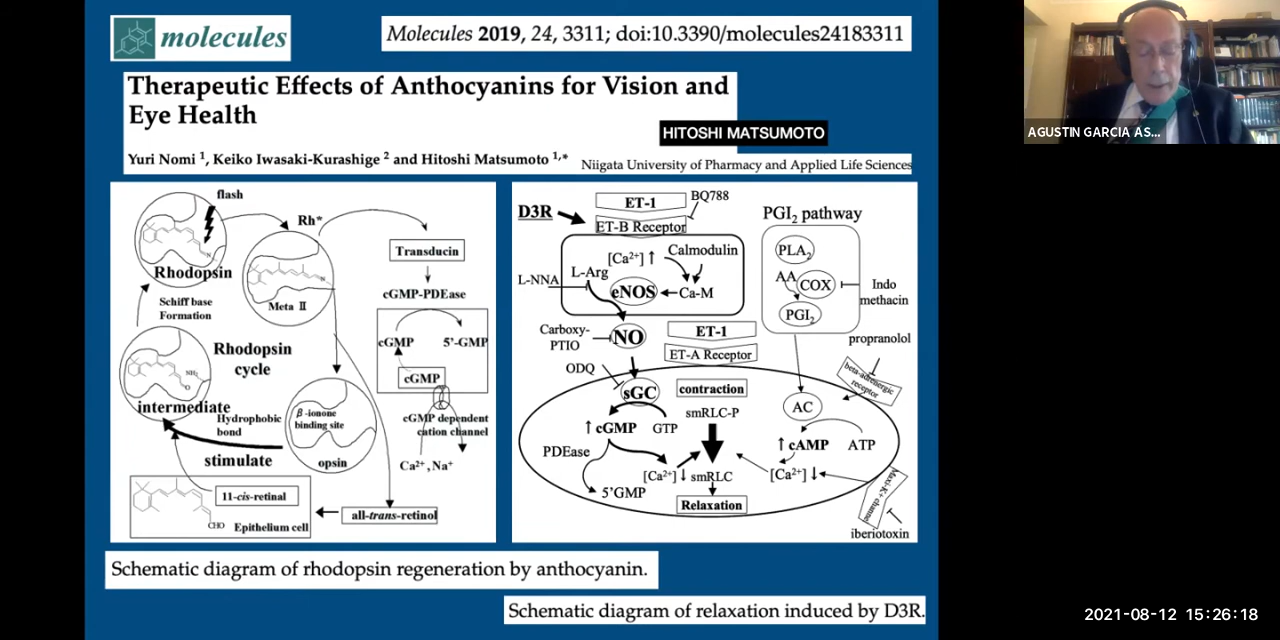 molecules
Molecules 2019, 24, 3311; doi:10.3390/molecules24183311
Therapeutic Effects of Anthocyanins for Vision and
Eye Health
HITOSHI MATSUMOTO
Yuri Nomi 1, Keiko Iwasaki-Kurashige 2 and Hitoshi Matsumoto 1,*
Niigata University of Pharmacy and Applied Life Sciences
AGUSTIN GARCIA AS...
flash
Rh*
Rhodopsin
Transducin
Meta II
cGMP-PDEase
Schiff base
Formation
cGMP
5'-GMP
Rhodopsin
cycle
cGMP
NH2
O
intermediate
Hydrophobic
bond
β-ionone
binding site
cGMP dependent
cation channel
stimulate
opsin
Ca2+, Na+
11-cis-retinal
CHO
Epithelium cell
all-trans-retinol
D3R
ET-1
BQ788
ET-B Receptor
PGI2 pathway
[Ca2+] ↑
Calmodulin
PLA2
L-NNA
L-Arg
AA
COX
Indo
methacin
eNOS
Ca-M
PGI2
Carboxy-
PTIO
NO
ET-1
ET-A Receptor
propranolol
ODQ
beta-adrenergic
receptor
sGC
contraction
AC
smRLC-P
↑ cGMP
GTP
↑ cAMP
ATP
PDEase
[Ca2+] ↓
smRLC
[Ca2+] ↓
5'GMP
Relaxation
Maxi-K+ channel
iberiotoxin
Schematic diagram of rhodopsin regeneration by anthocyanin.
Schematic diagram of relaxation induced by D3R.
2021-08-12 15:26:18